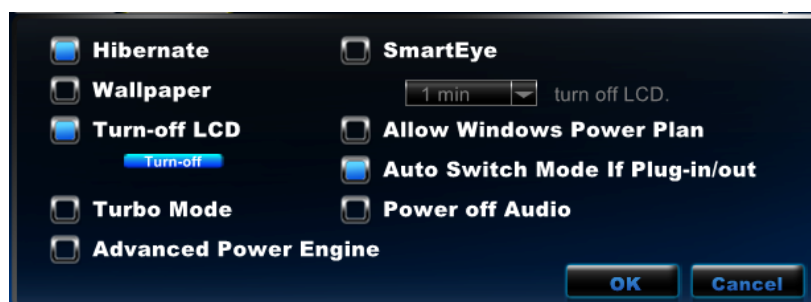 Hibernate
SmartEye
Wallpaper
1 min turn off LCD.
Turn-off LCD
Allow Windows Power Plan
Turn-off
Auto Switch Mode If Plug-in/out
Turbo Mode
Power off Audio
Advanced Power Engine
OK
Cancel